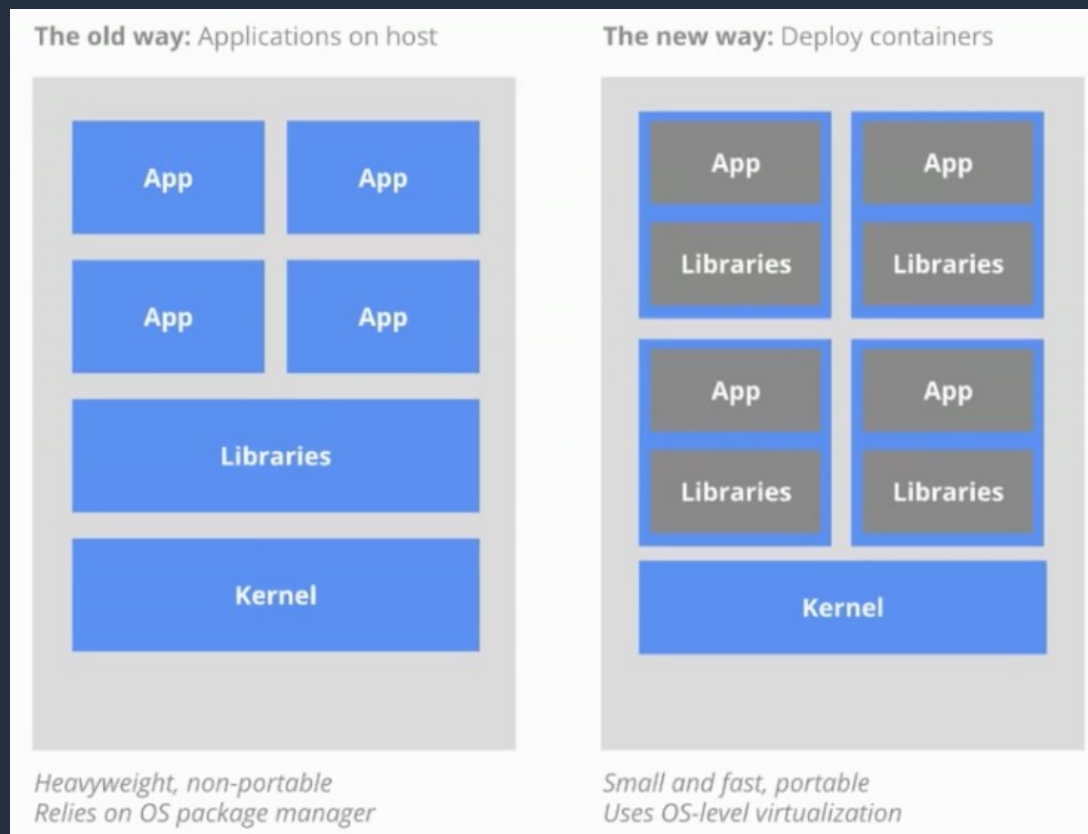 The old way: Applications on host
App
App
App
App
Libraries
Kernel
Heavyweight, non-portable
Relies on OS package manager
The new way: Deploy containers
App
App
Libraries
Libraries
App
App
Libraries
Libraries
Kernel
Small and fast, portable
Uses OS-level virtualization